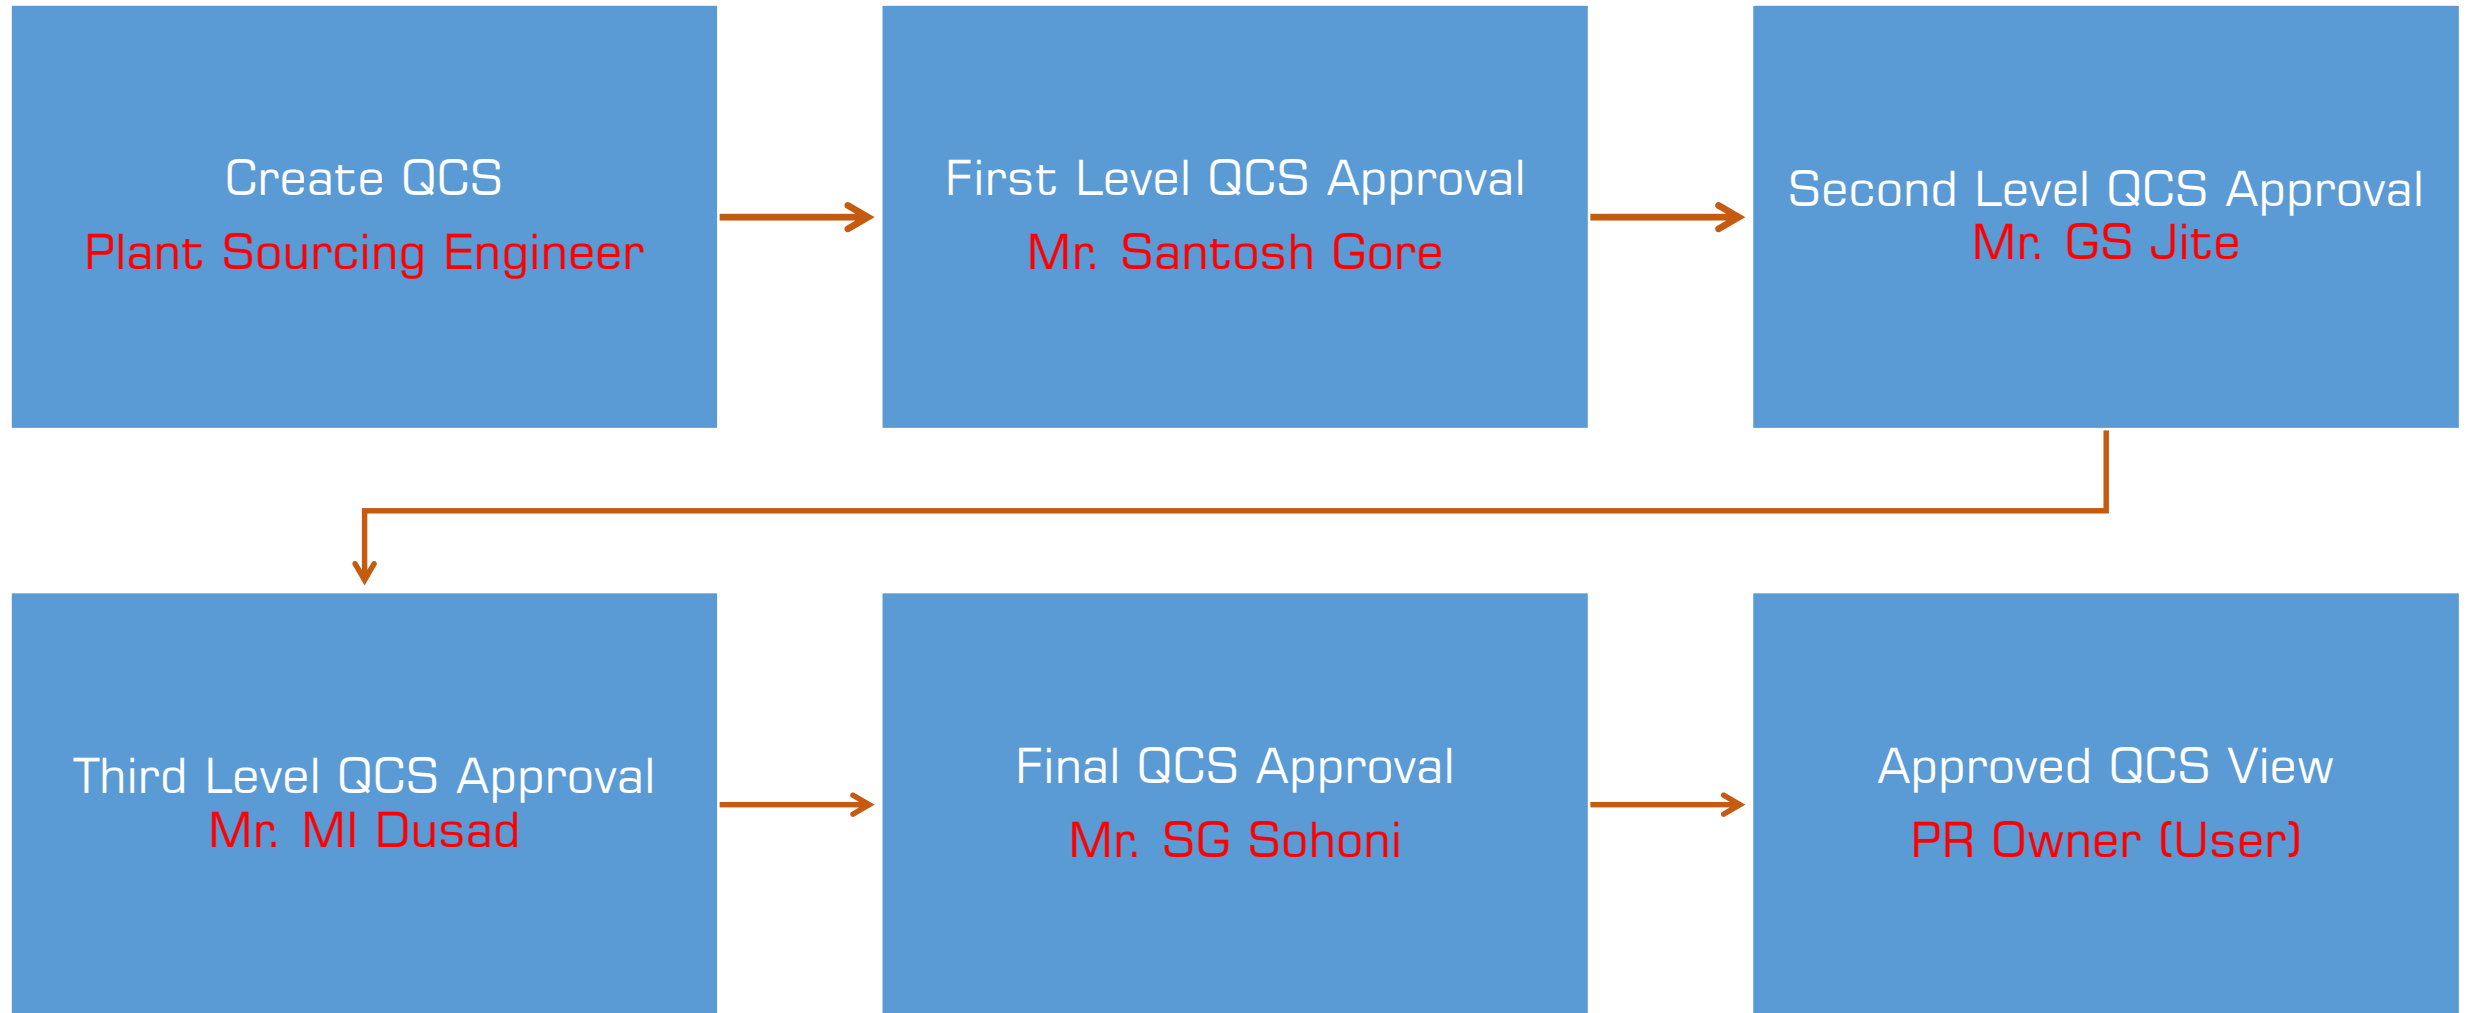 Create QCS
Plant Sourcing Engineer
First Level QCS Approval
Mr. Santosh Gore
Second Level QCS Approval
Mr. GS Jite
Third Level QCS Approval
Mr. MI Dusad
Final QCS Approval
Mr. SG Sohoni
Approved QCS View
PR Owner (User)